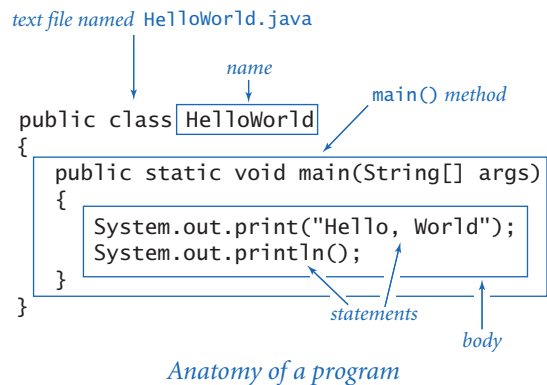 text file named HelloWorld.java
name
main() method
public class HelloWorld
{
public static void main(String[] args)
{
System.out.print("Hello, World");
System.out.println();
}
}
statements
body
Anatomy of a program